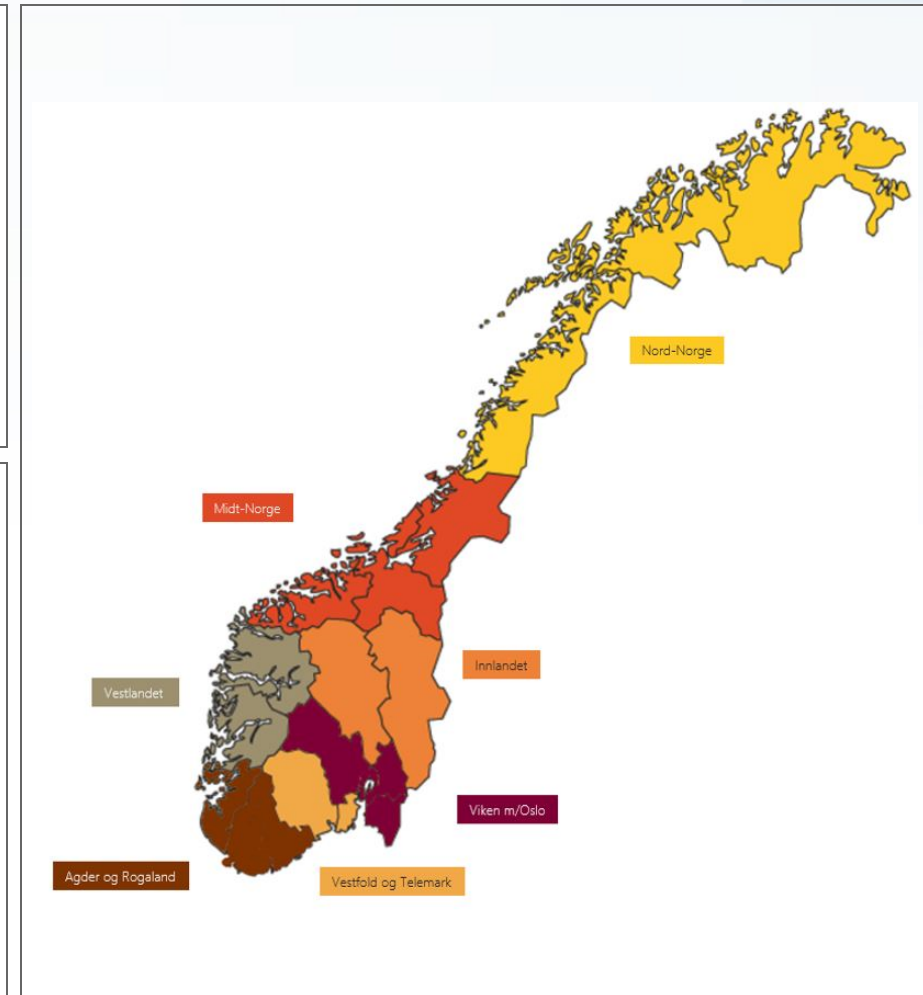 Nord-Norge
Midt-Norge
Innlandet
Vestlandet
Viken m/Oslo
Agder og Rogaland
Vestfold og Telemark